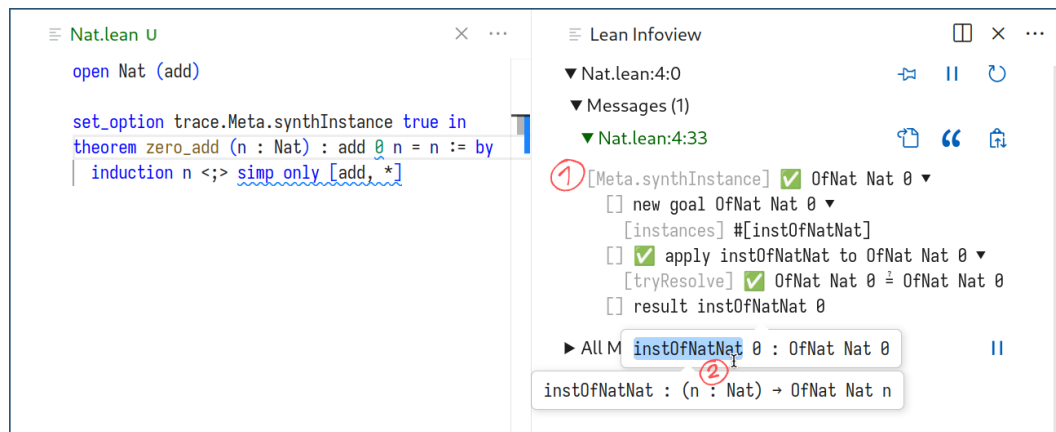 Nat.lean U
open Nat (add)
set_option trace.Meta.synthInstance true in
theorem zero_add (n : Nat) : add 0 n = n := by
induction n <;> simp only [add, *]
Lean Infoview
Nat.lean:4:0
Messages (1)
Nat.lean:4:33
1
[Meta.synthInstance] ✅ OfNat Nat 0 ▼
[] new goal OfNat Nat 0 ▼
[instances] #[instOfNatNat]
[] ✅ apply instOfNatNat to OfNat Nat 0 ▼
[tryResolve] ✅ OfNat Nat 0 ≟ OfNat Nat 0
[] result instOfNatNat 0
All M
instOfNatNat 0 : OfNat Nat 0
2
instOfNatNat : (n : Nat) → OfNat Nat n